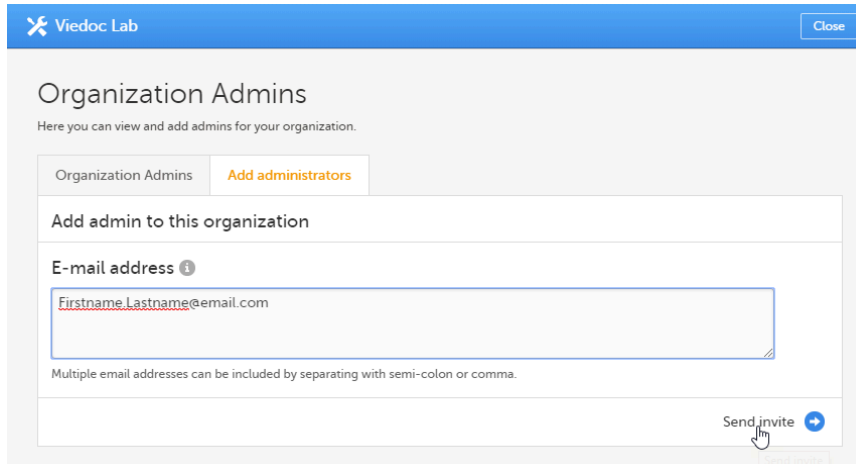 Viedoc Lab
Close
Organization Admins
Here you can view and add admins for your organization.
Organization Admins
Add administrators
Add admin to this organization
E-mail address
Firstname.Lastname@email.com
Multiple email addresses can be included by separating with semi-colon or comma.
Send invite
Send invite